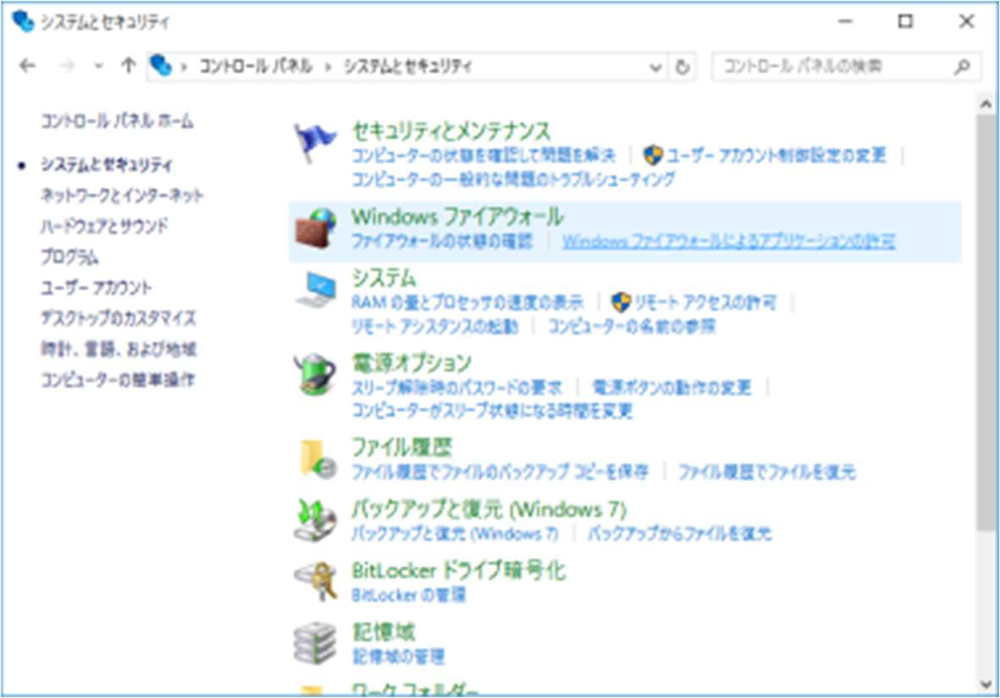 システムとセキュリティ
コントロール パネル › システムとセキュリティ
コントロール パネルの検索
コントロール パネル ホーム
システムとセキュリティ
ネットワークとインターネット
ハードウェアとサウンド
プログラム
ユーザー アカウント
デスクトップのカスタマイズ
時計、言語、および地域
コンピューターの簡単操作
セキュリティとメンテナンス
コンピューターの状態を確認して問題を解決 ユーザー アカウント制御設定の変更
コンピューターの一般的な問題のトラブルシューティング
Windows ファイアウォール
ファイアウォールの状態の確認 Windows ファイアウォールによるアプリケーションの許可
システム
RAM の量とプロセッサの速度の表示 リモート アクセスの許可
リモート アシスタンスの起動 コンピューターの名前の参照
電源オプション
スリープ解除時のパスワードの要求 電源ボタンの動作の変更
コンピューターがスリープ状態になる時間を変更
ファイル履歴
ファイル履歴でファイルのバックアップ コピーを保存 ファイル履歴でファイルを復元
バックアップと復元 (Windows 7)
バックアップと復元 (Windows 7) バックアップからファイルを復元
BitLocker ドライブ暗号化
BitLocker の管理
記憶域
記憶域の管理
ワーク フォルダー